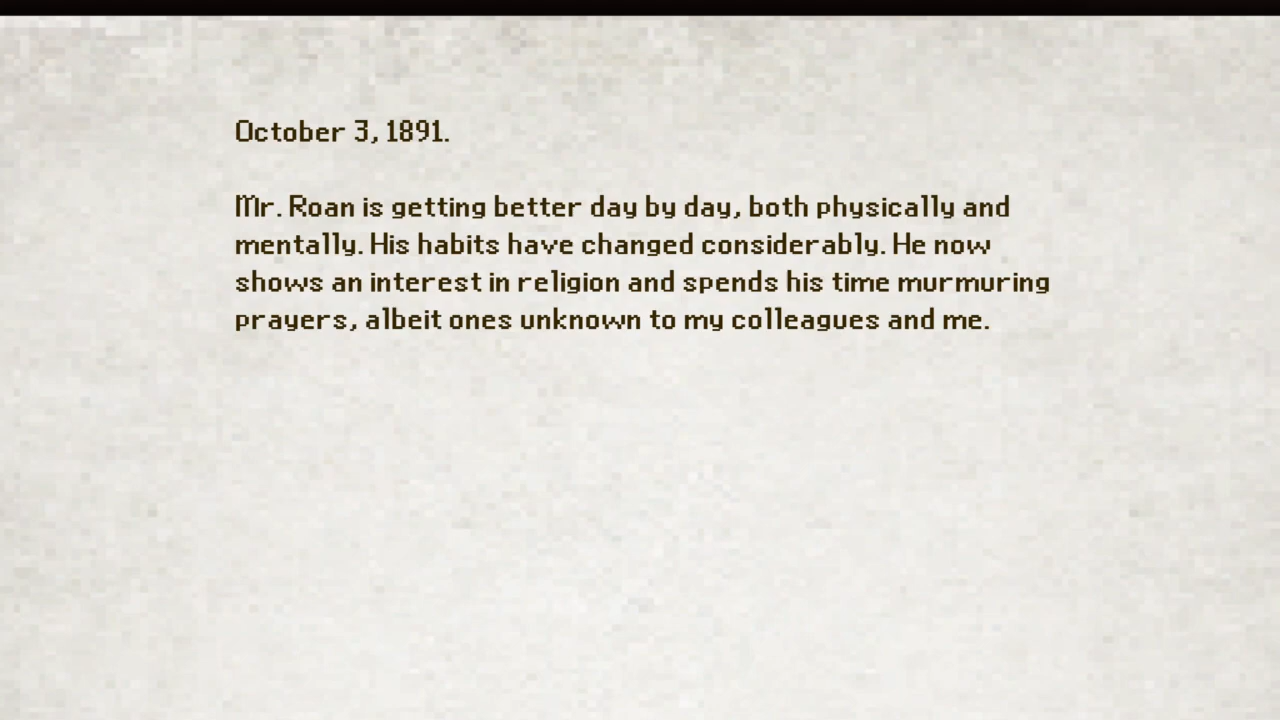 October 3, 1891.
Mr. Roan is getting better day by day, both physically and
mentally. His habits have changed considerably. He now
shows an interest in religion and spends his time murmuring
prayers, albeit ones unknown to my colleagues and me.